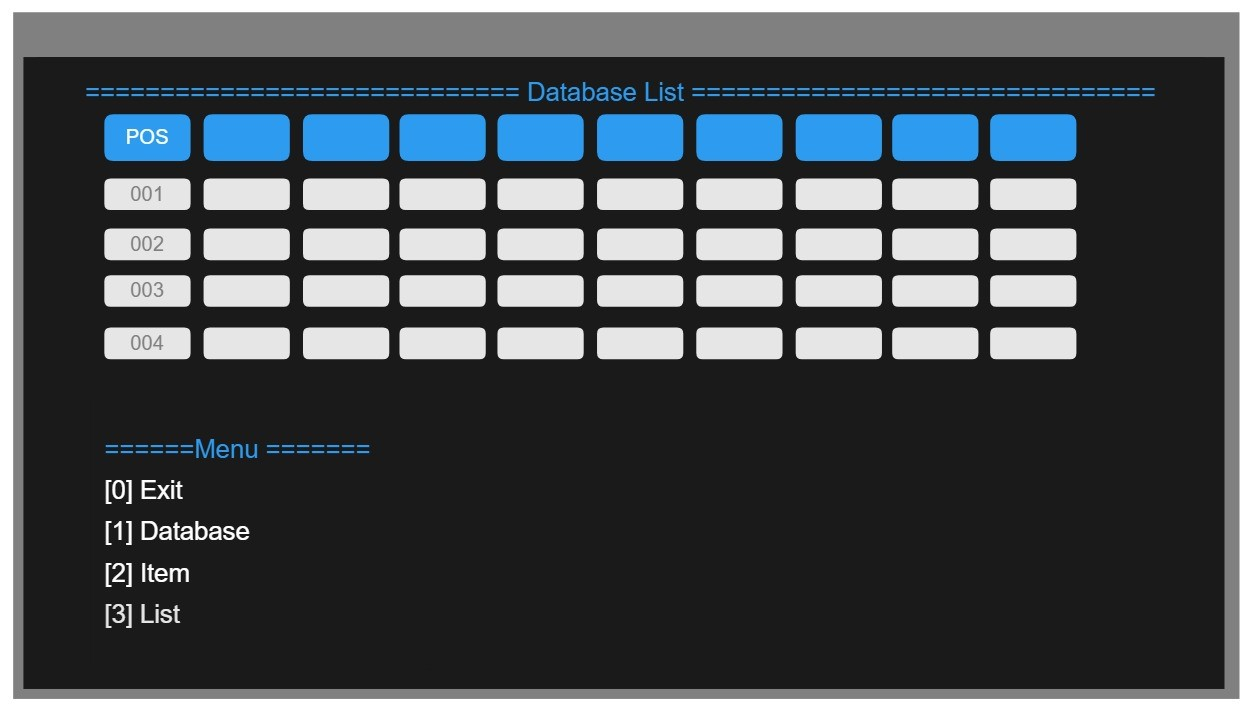 ============================= Database List ===============================
POS
001
002
003
004
======Menu =======
[0] Exit
[1] Database
[2] Item
[3] List